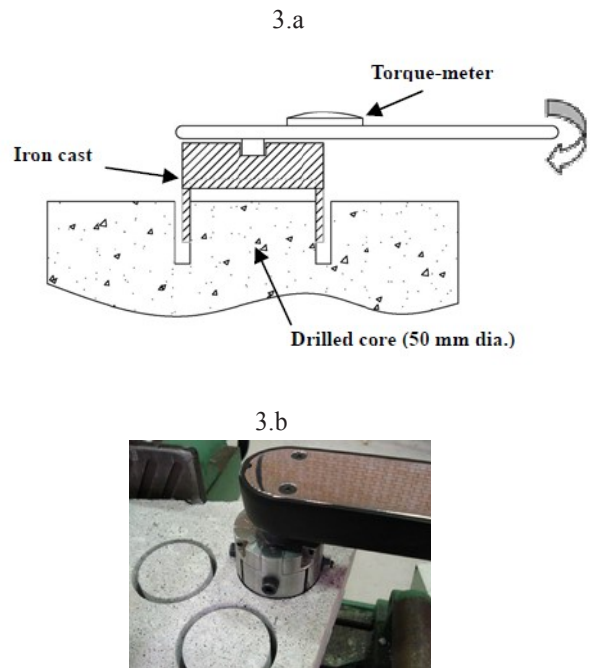 3.a
Torque-meter
Iron cast
Drilled core (50 mm dia.)
3.b